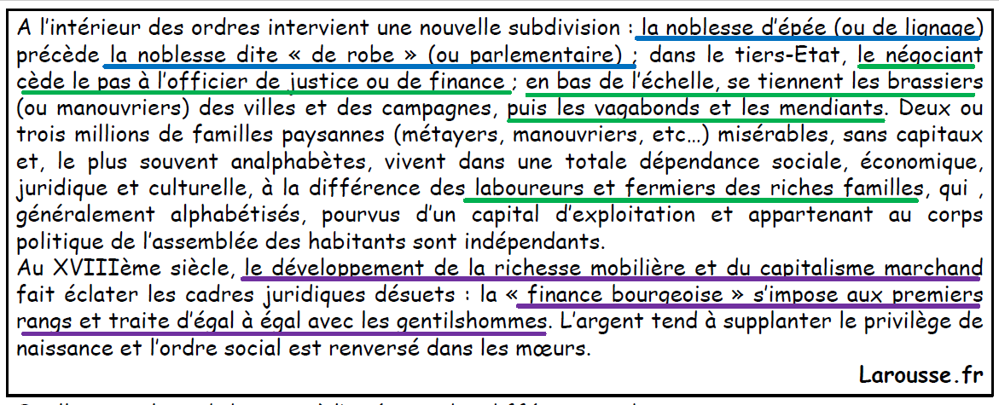 A l'intérieur des ordres intervient une nouvelle subdivision : la noblesse d'épée (ou de lignage)
précède la noblesse dite « de robe » (ou parlementaire) ; dans le tiers-Etat, le négociant
cède le pas à l'officier de justice ou de finance ; en bas de l'échelle, se tiennent les brassiers
(ou manouvriers) des villes et des campagnes, puis les vagabonds et les mendiants. Deux ou
trois millions de familles paysannes (métayers, manouvriers, etc…) misérables, sans capitaux
et, le plus souvent analphabètes, vivent dans une totale dépendance sociale, économique,
juridique et culturelle, à la différence des laboureurs et fermiers des riches familles, qui ,
généralement alphabétisés, pourvus d'un capital d'exploitation et appartenant au corps
politique de l'assemblée des habitants sont indépendants.
Au XVIIIème siècle, le développement de la richesse mobilière et du capitalisme marchand
fait éclater les cadres juridiques désuets : la « finance bourgeoise » s'impose aux premiers
rangs et traite d'égal à égal avec les gentilshommes. L'argent tend à supplanter le privilège de
naissance et l'ordre social est renversé dans les mœurs.
Larousse.fr